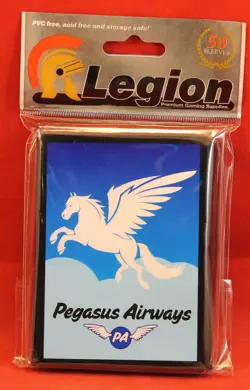 PVC free, acid free and storage safe!
50
SLEEVES
Legion
Premium Gaming Supplies
Pegasus Airways
PA